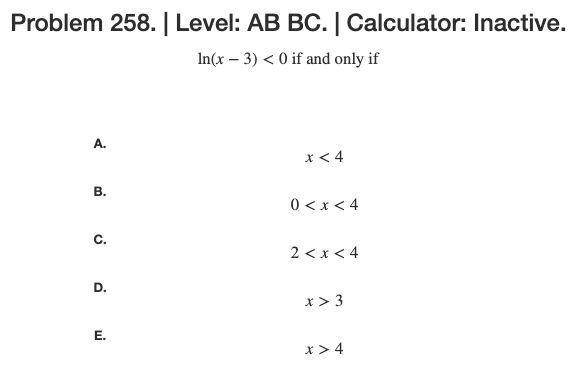 Problem 258. | Level: AB BC. | Calculator: Inactive.
ln(x − 3) < 0 if and only if
A.
x < 4
B.
0 < x < 4
C.
2 < x < 4
D.
x > 3
E.
x > 4